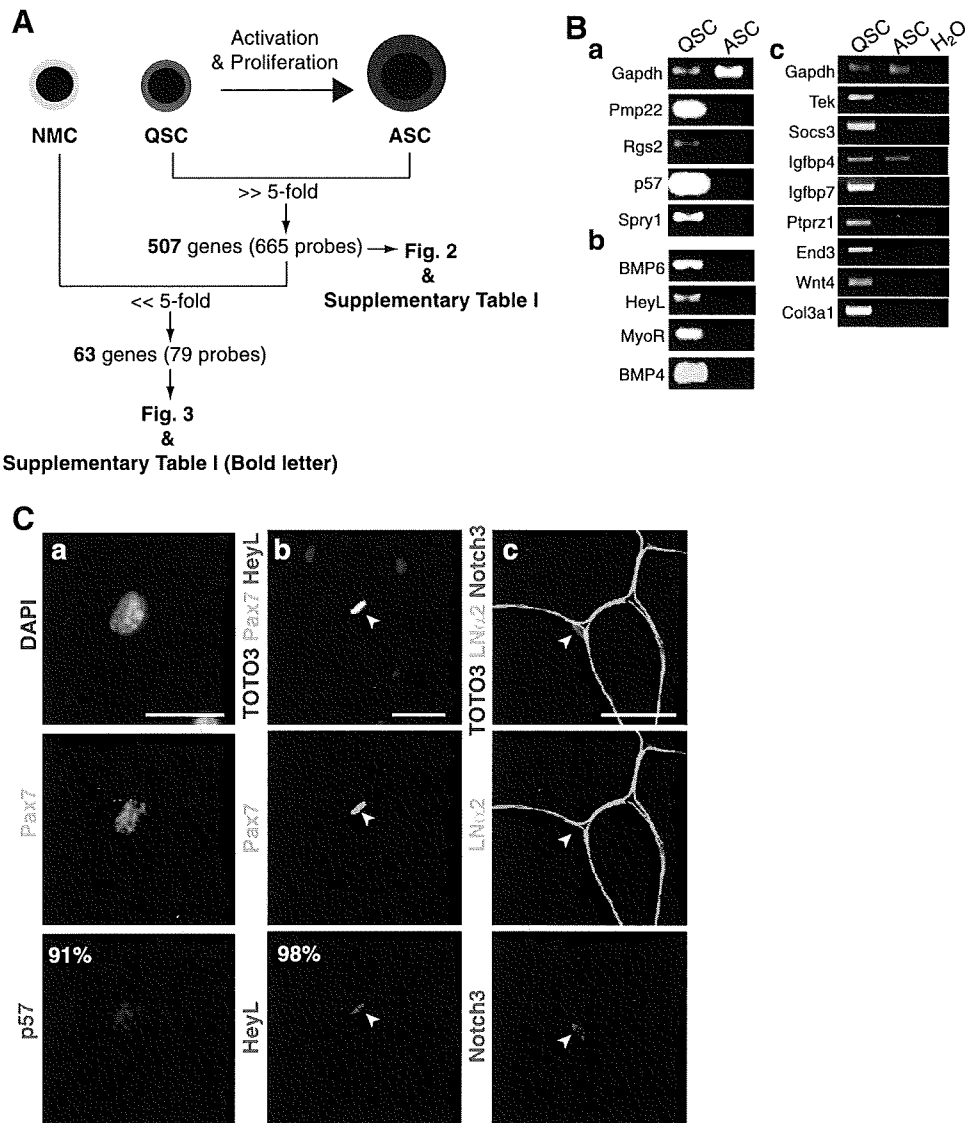 A
Activation
& Proliferation
NMC
QSC
ASC
>> 5-fold
507 genes (665 probes)
Fig. 2
&
Supplementary Table I
<< 5-fold
63 genes (79 probes)
Fig. 3
&
Supplementary Table I (Bold letter)
B
a
QSC
ASC
Gapdh
Pmp22
Rgs2
p57
Spry1
b
BMP6
HeyL
MyoR
BMP4
c
QSC
ASC
H2O
Gapdh
Tek
Socs3
Igfbp4
Igfbp7
Ptprz1
End3
Wnt4
Col3a1
C
a
DAPI
Pax7
91%
p57
b
TOTO3 Pax7 HeyL
Pax7
98%
HeyL
c
TOTO3 LNα2 Notch3
LNα2
Notch3